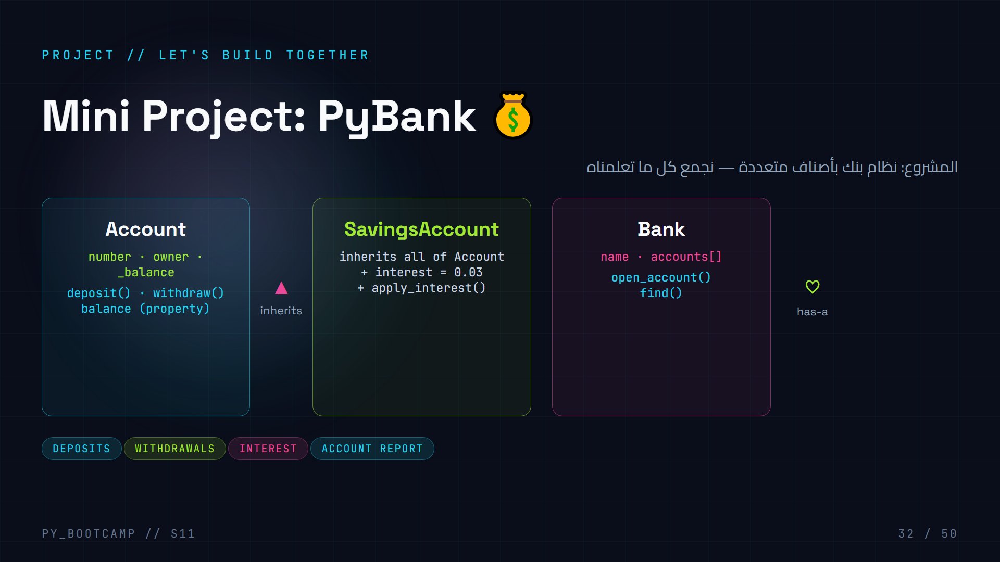 PROJECT // LET'S BUILD TOGETHER
Mini Project: PyBank
المشروع: نظام بنك بأصناف متعددة — نجمع كل ما تعلمناه
Account
number · owner ·
_balance
deposit() · withdraw()
balance (property)
inherits
SavingsAccount
inherits all of Account
+ interest = 0.03
+ apply_interest()
Bank
name · accounts[]
open_account()
find()
has-a
DEPOSITS
WITHDRAWALS
INTEREST
ACCOUNT REPORT
PY_BOOTCAMP // S11
32 / 50